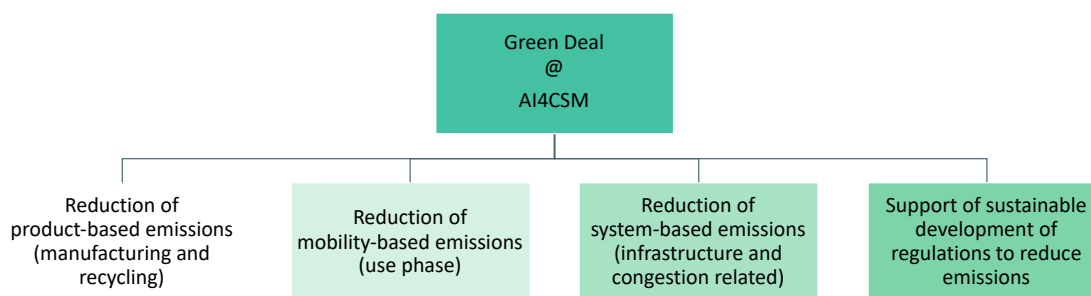 Green Deal
@
AI4CSM
Reduction of
product-based emissions
(manufacturing and
recycling)
Reduction of
mobility-based emissions
(use phase)
Reduction of
system-based emissions
(infrastructure and
congestion related)
Support of sustainable
development of
regulations to reduce
emissions